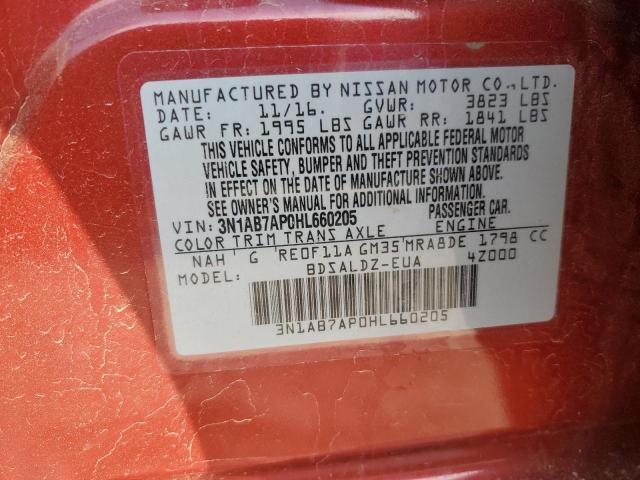 MANUFACTURED BY NISSAN MOTOR CO., LTD.
DATE: 11/16. GVWR: 3823 LBS
GAWR FR: 1995 LBS GAWR RR: 1841 LBS
THIS VEHICLE CONFORMS TO ALL APPLICABLE FEDERAL MOTOR
VEHICLE SAFETY, BUMPER AND THEFT PREVENTION STANDARDS
IN EFFECT ON THE DATE OF MANUFACTURE SHOWN ABOVE.
SEE OWNER'S MANUAL FOR ADDITIONAL INFORMATION.
VIN: 3N1AB7AP0HL660205 PASSENGER CAR.
COLOR TRIM TRANS AXLE ENGINE
NAH' G 'RE0F11A GM35'MRA8DE 1798 CC
MODEL: BDSALDZ-EUA 4Z000
3N1AB7AP0HL660205